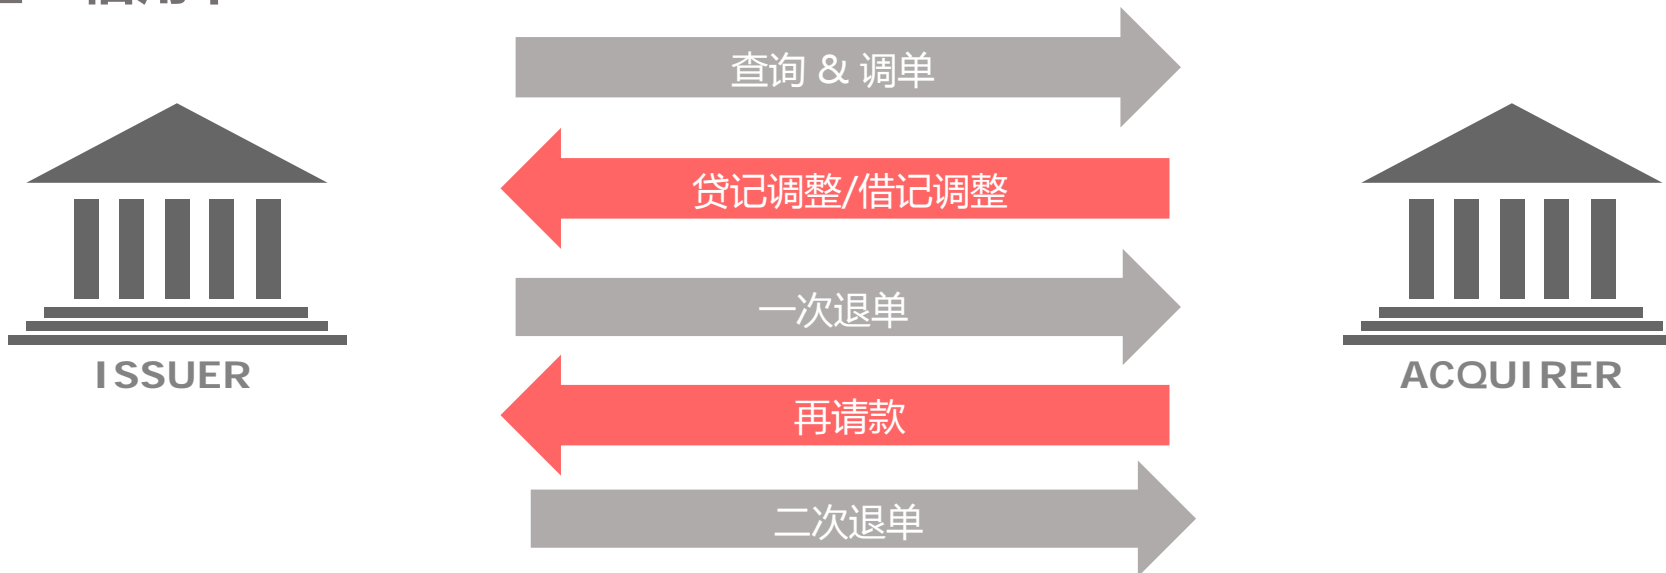 查询 & 调单
贷记调整/借记调整
一次退单
ISSUER
ACQUIRER
再请款
二次退单